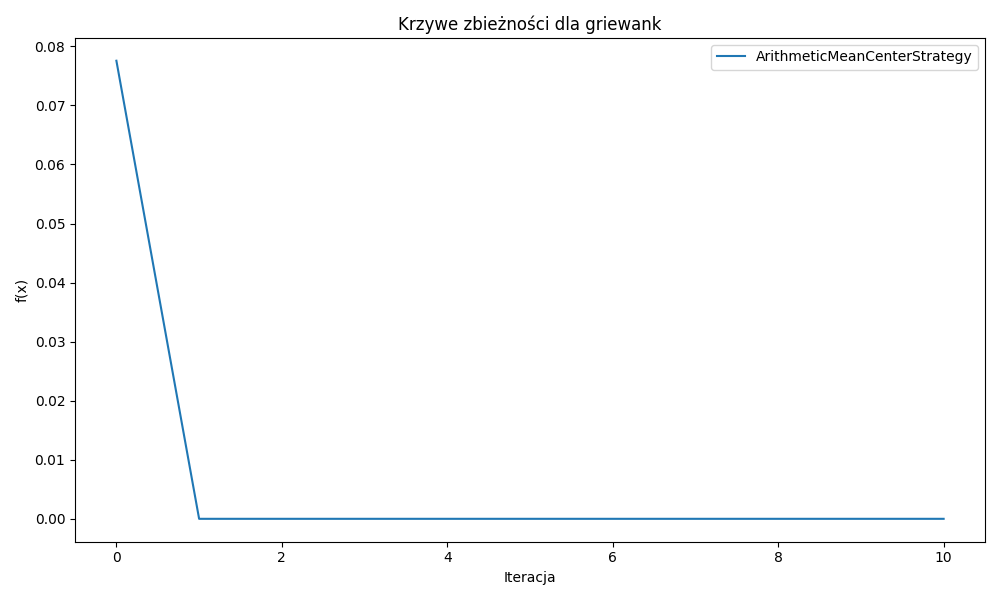 Krzywe zbieżności dla griewank
ArithmeticMeanCenterStrategy
0.08
0.07
0.06
0.05
0.04
0.03
0.02
0.01
0.00
f(x)
0 2 4 6 8 10
Iteracja